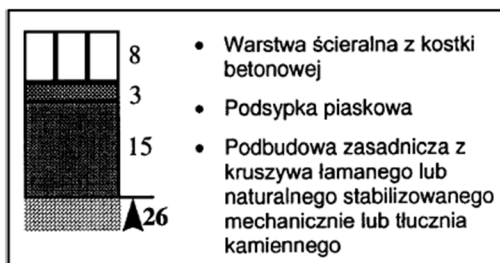 8
3
15
26
• Warstwa ścieralna z kostki
betonowej
• Podsypka piaskowa
• Podbudowa zasadnicza z
kruszywa łamanego lub
naturalnego stabilizowanego
mechanicznie lub tłucznia
kamiennego